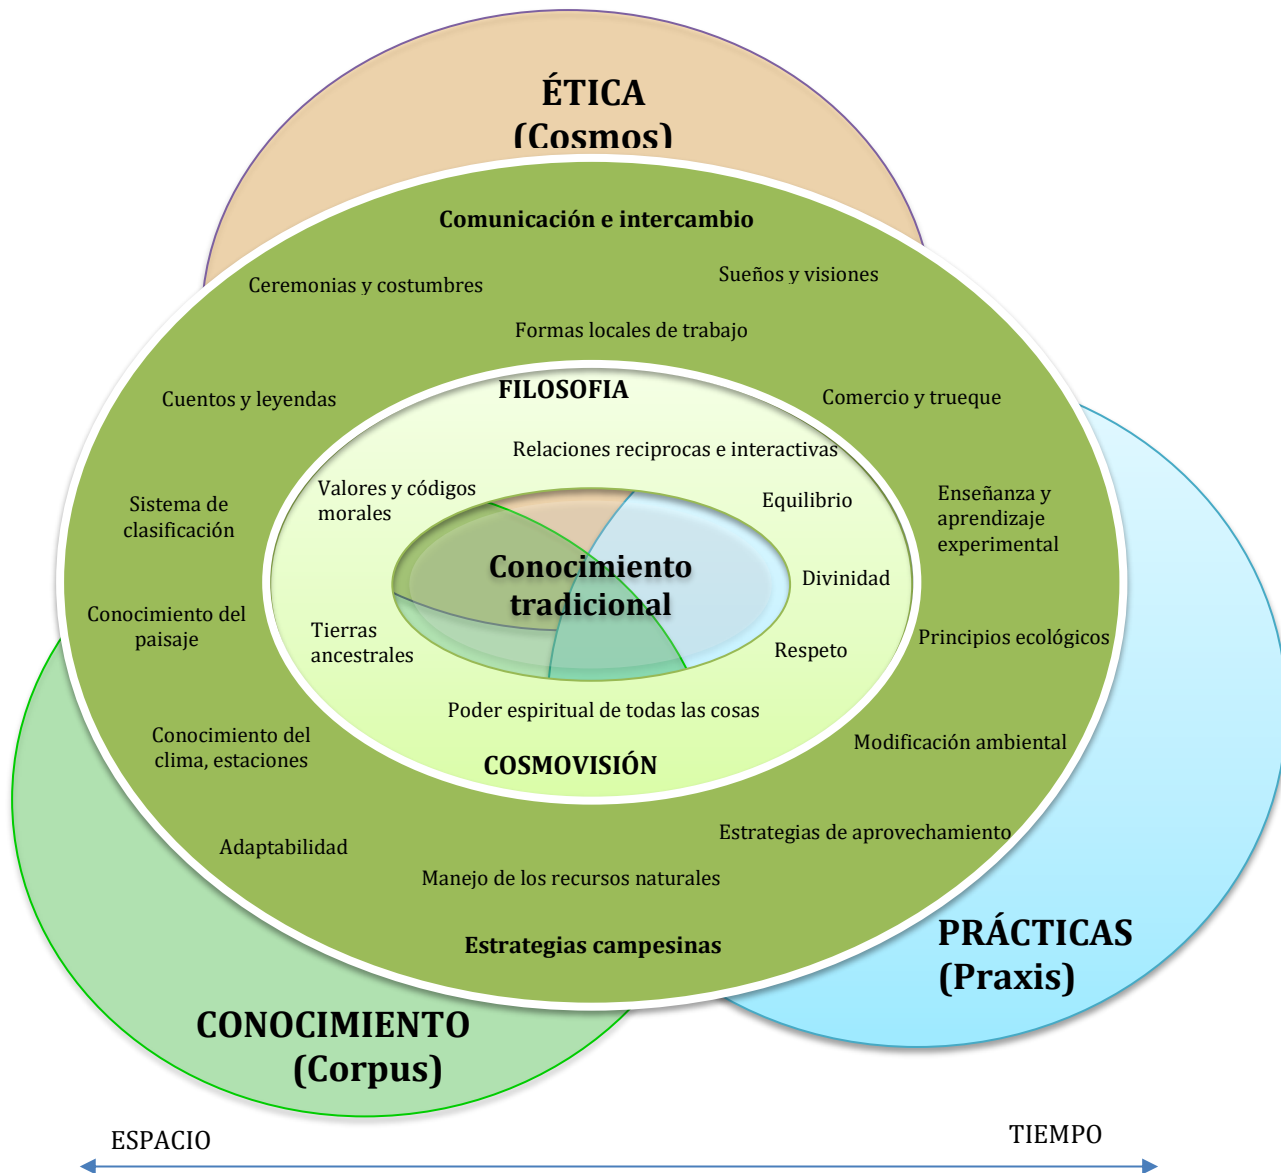 ÉTICA
(Cosmos)
Comunicación e intercambio
Sueños y visiones
Ceremonias y costumbres
Formas locales de trabajo
FILOSOFIA
Cuentos y leyendas
Comercio y trueque
Relaciones reciprocas e interactivas
Valores y códigos
morales
Equilibrio
Sistema de
clasificación
Enseñanza y
aprendizaje
experimental
Conocimiento
tradicional
Divinidad
Conocimiento del
paisaje
Tierras
ancestrales
Respeto
Principios ecológicos
Poder espiritual de todas las cosas
COSMOVISIÓN
Conocimiento del
clima, estaciones
Modificación ambiental
Estrategias de aprovechamiento
Adaptabilidad
Manejo de los recursos naturales
Estrategias campesinas
PRÁCTICAS
(Praxis)
CONOCIMIENTO
(Corpus)
ESPACIO
TIEMPO